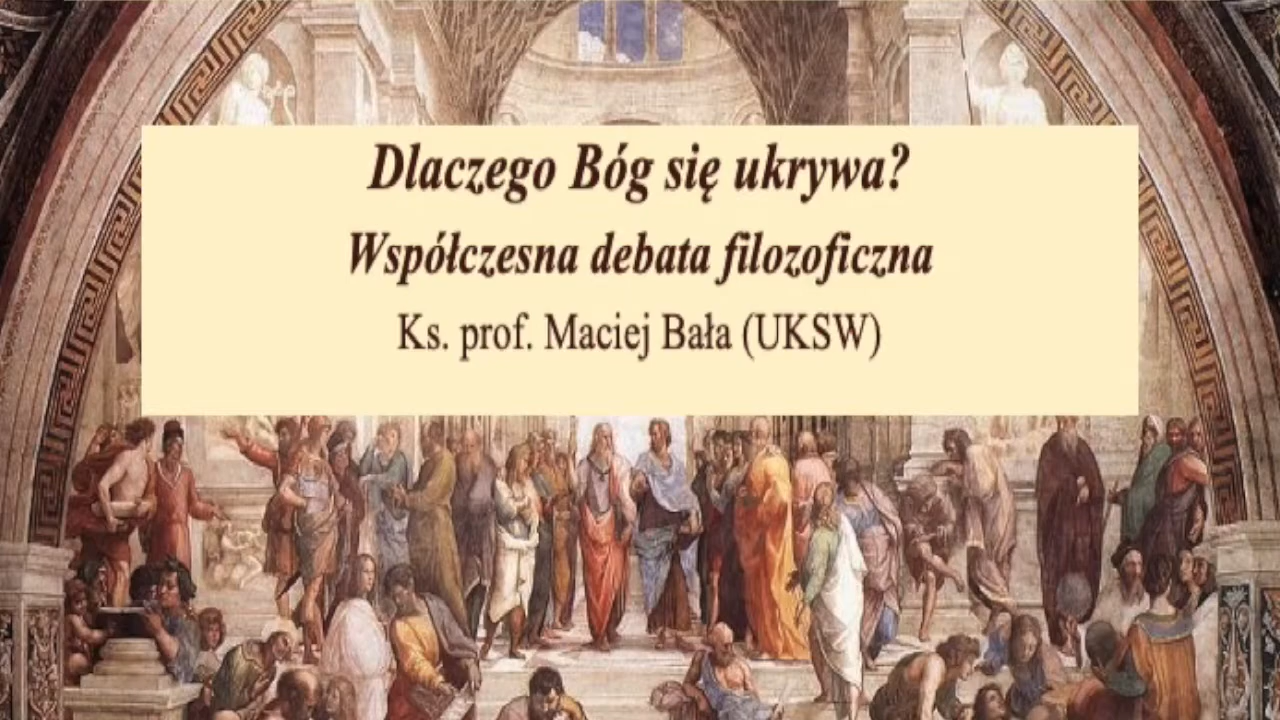 Dlaczego Bóg się ukrywa?
Współczesna debata filozoficzna
Ks. prof. Maciej Bała (UKSW)